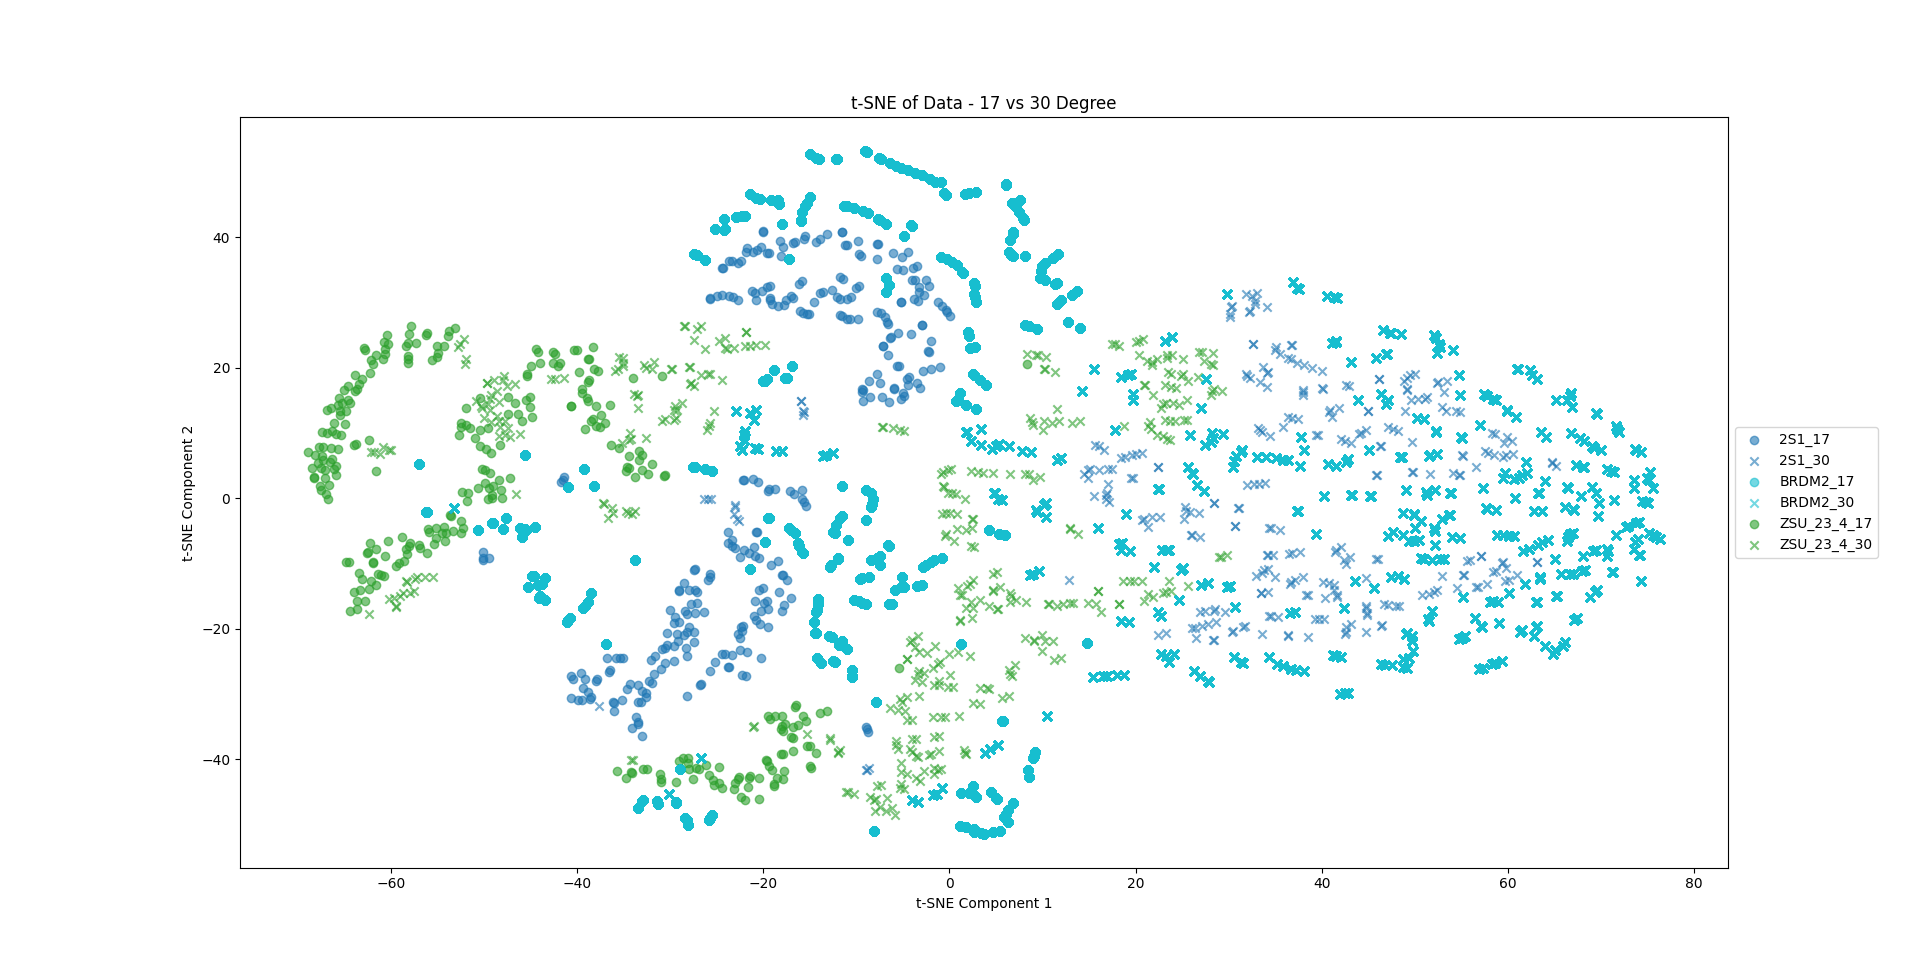 t-SNE of Data - 17 vs 30 Degree
t-SNE Component 2
40
20
0
−20
−40
−60
−40
−20
0
20
40
60
80
t-SNE Component 1
2S1_17
2S1_30
BRDM2_17
BRDM2_30
ZSU_23_4_17
ZSU_23_4_30